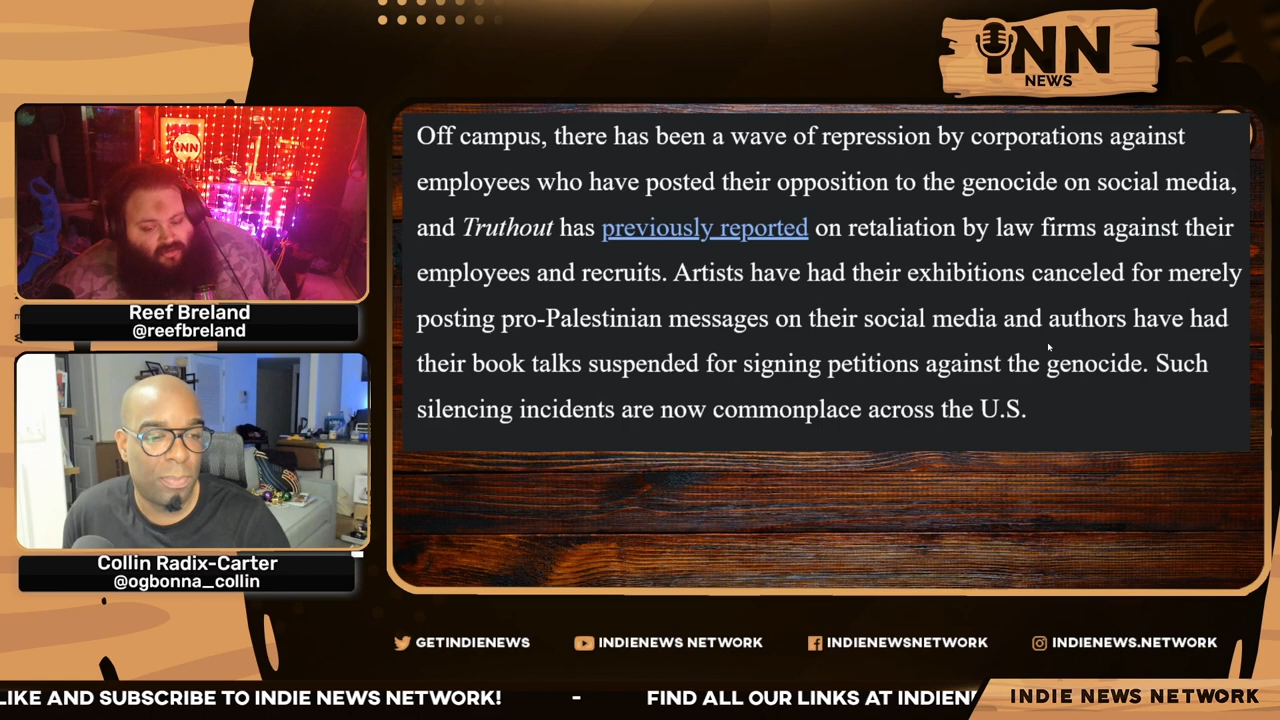 INN
NEWS
INN
Off campus, there has been a wave of repression by corporations against
employees who have posted their opposition to the genocide on social media,
and Truthout has previously reported on retaliation by law firms against their
employees and recruits. Artists have had their exhibitions canceled for merely
posting pro-Palestinian messages on their social media and authors have had
their book talks suspended for signing petitions against the genocide. Such
silencing incidents are now commonplace across the U.S.
Reef Breland
@reefbreland
Collin Radix-Carter
@ogbonna_collin
GETINDIENEWS
INDIENEWS NETWORK
INDIENEWSNETWORK
INDIENEWS.NETWORK
LIKE AND SUBSCRIBE TO INDIE NEWS NETWORK! - FIND ALL OUR LINKS AT INDIEN
INDIE NEWS NETWORK